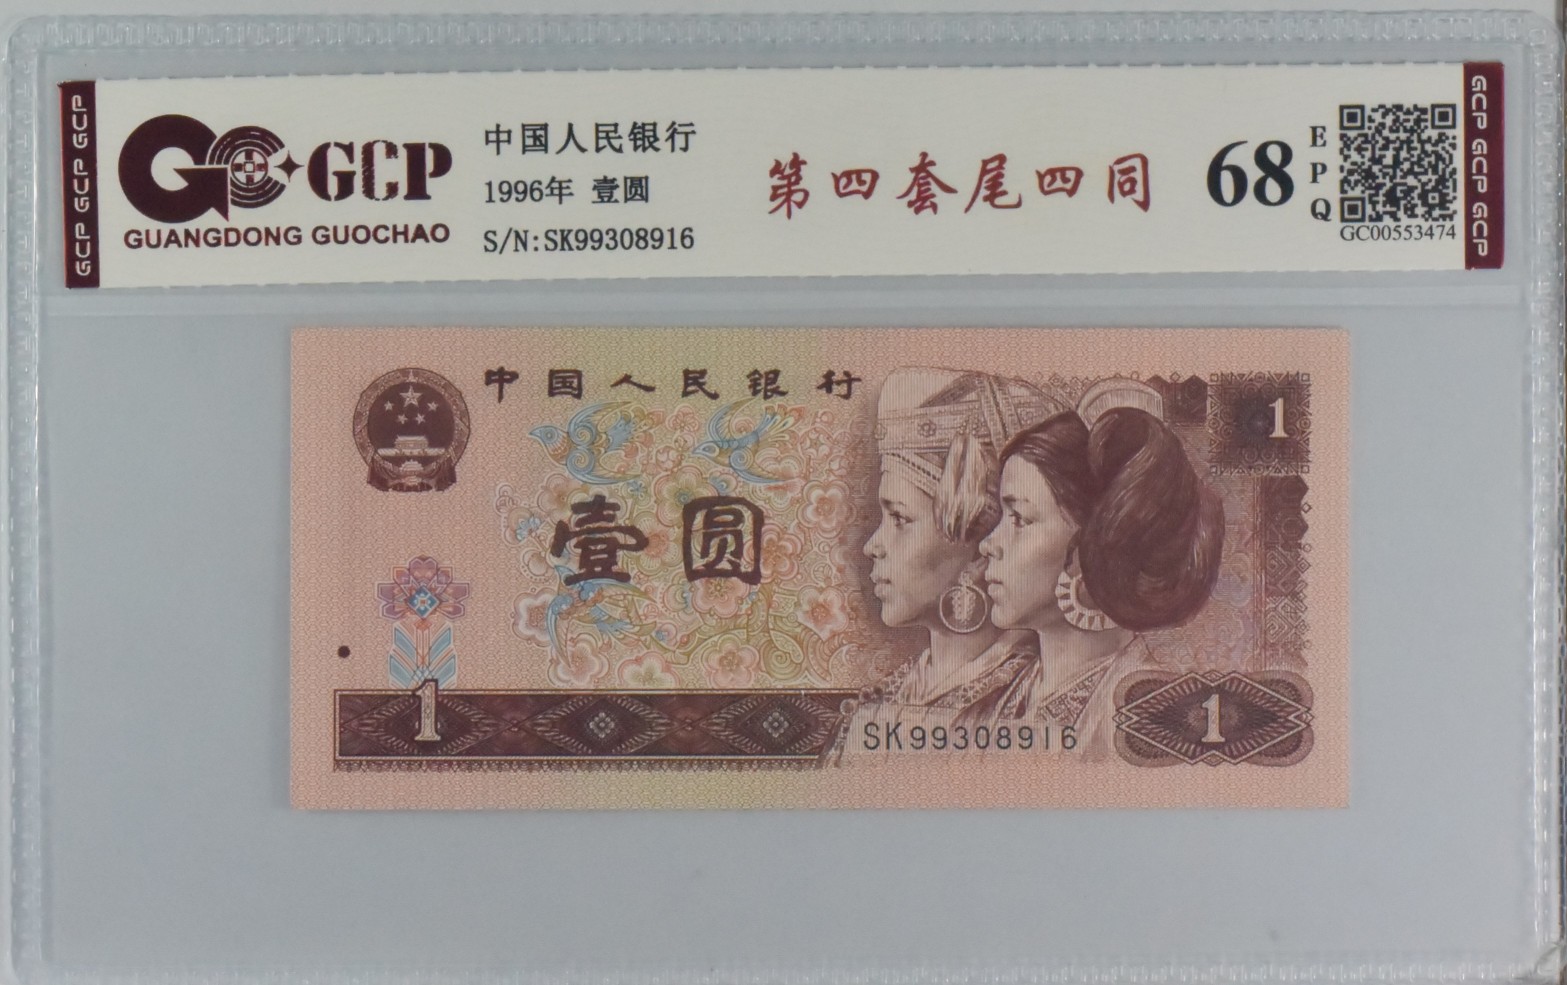 GCP GCP GCP
GCP
GUANGDONG GUOCHAO
中国人民银行
1996年 壹圆
S/N:SK99308916
第四套尾四同
68
EPQ
GC00553474
GCP GCP GCP
中国人民银行
1
壹圆
1
SK99308916
1